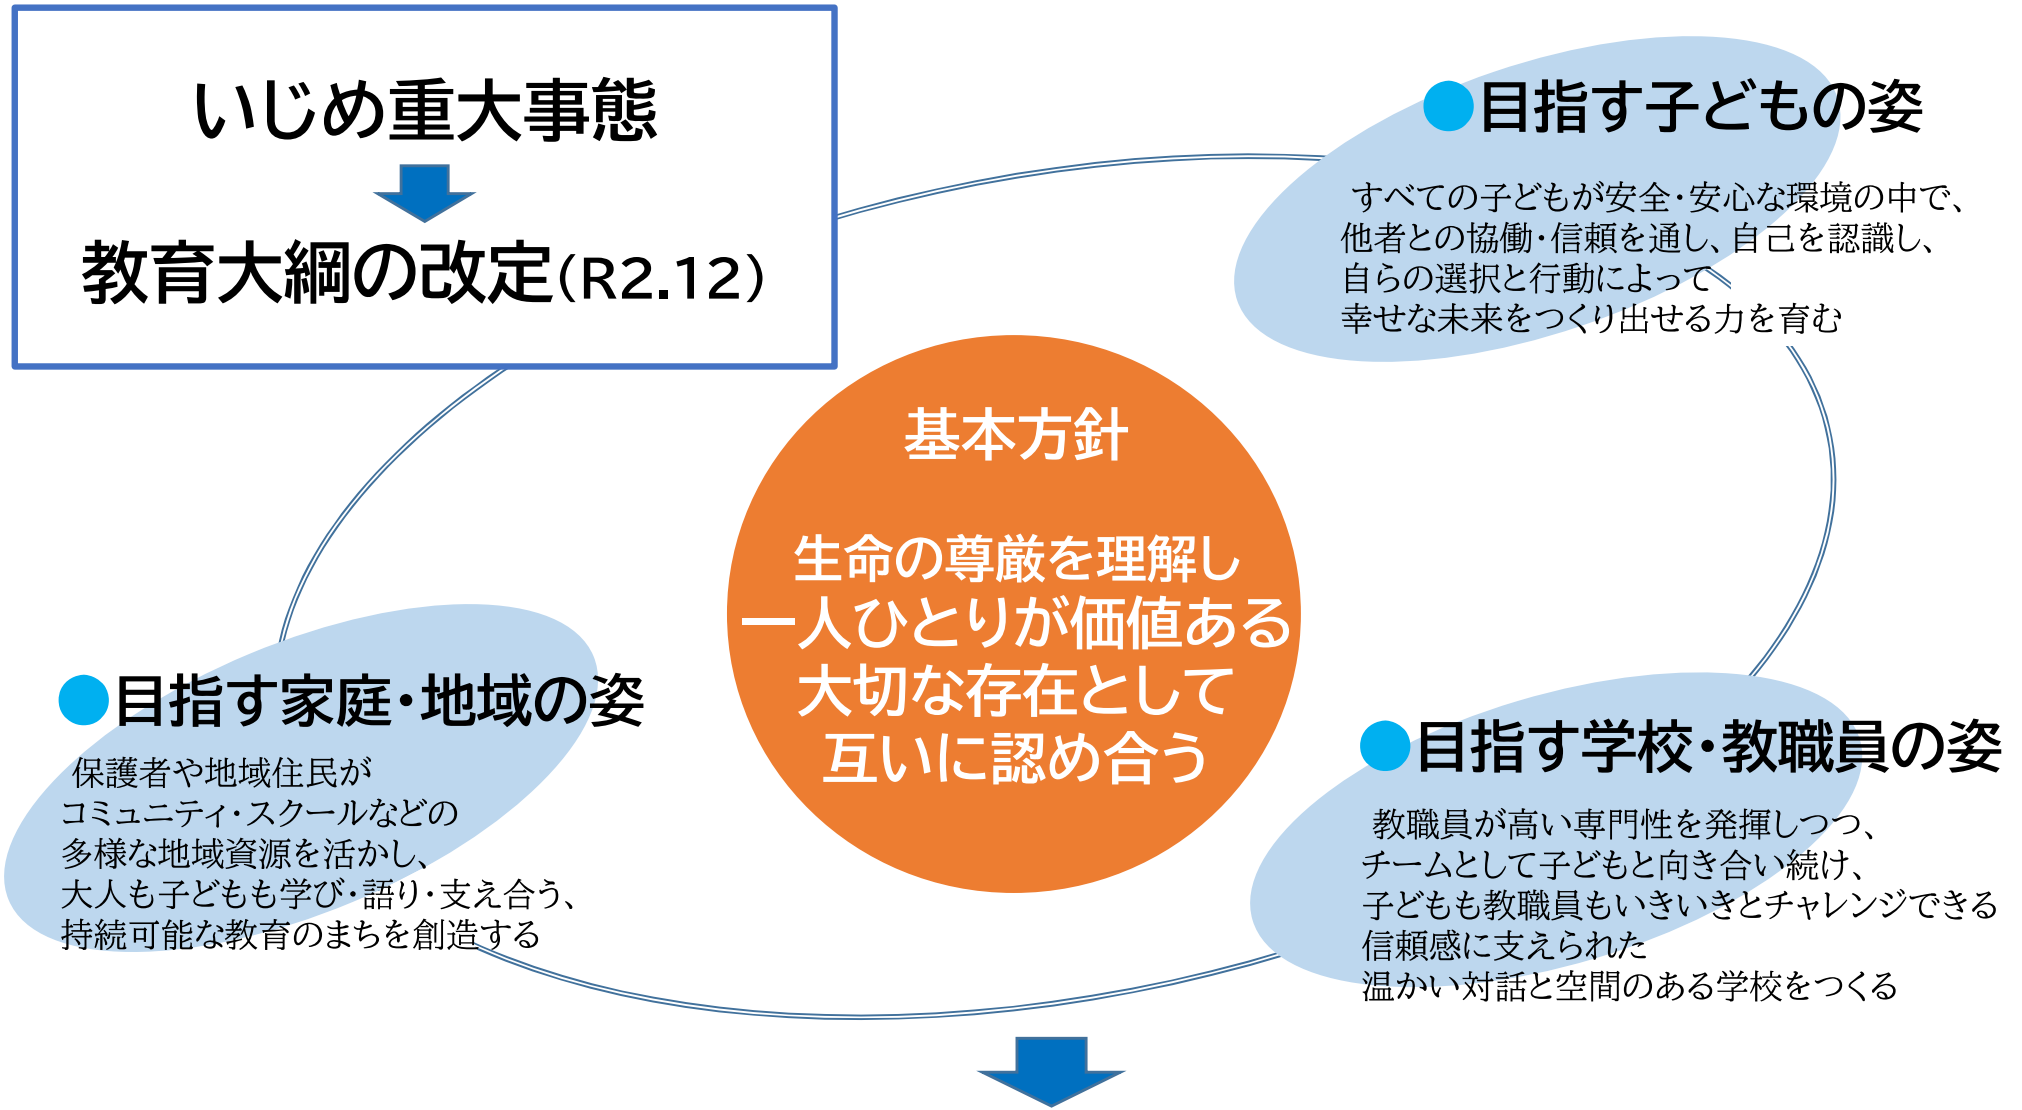 いじめ重大事態
教育大綱の改定(R2.12)
●目指す子どもの姿
すべての子どもが安全・安心な環境の中で、
他者との協働・信頼を通し、自己を認識し、
自らの選択と行動によって
幸せな未来をつくり出せる力を育む
基本方針
生命の尊厳を理解し
一人ひとりが価値ある
大切な存在として
互いに認め合う
●目指す家庭・地域の姿
保護者や地域住民が
コミュニティ・スクールなどの
多様な地域資源を活かし、
大人も子どもも学び・語り・支え合う、
持続可能な教育のまちを創造する
●目指す学校・教職員の姿
教職員が高い専門性を発揮しつつ、
チームとして子どもと向き合い続け、
子どもも教職員もいきいきとチャレンジできる
信頼感に支えられた
温かい対話と空間のある学校をつくる